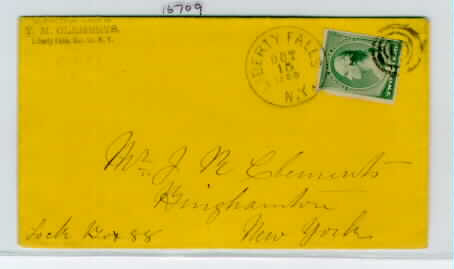 16709
T. M. CLEMENTS,
Liberty Falls, Sul. Co. N. Y.
LIBERTY FALLS
OCT
15
N.Y.
Mr. J N Clements
Binghamton
New York
Lock Box 88